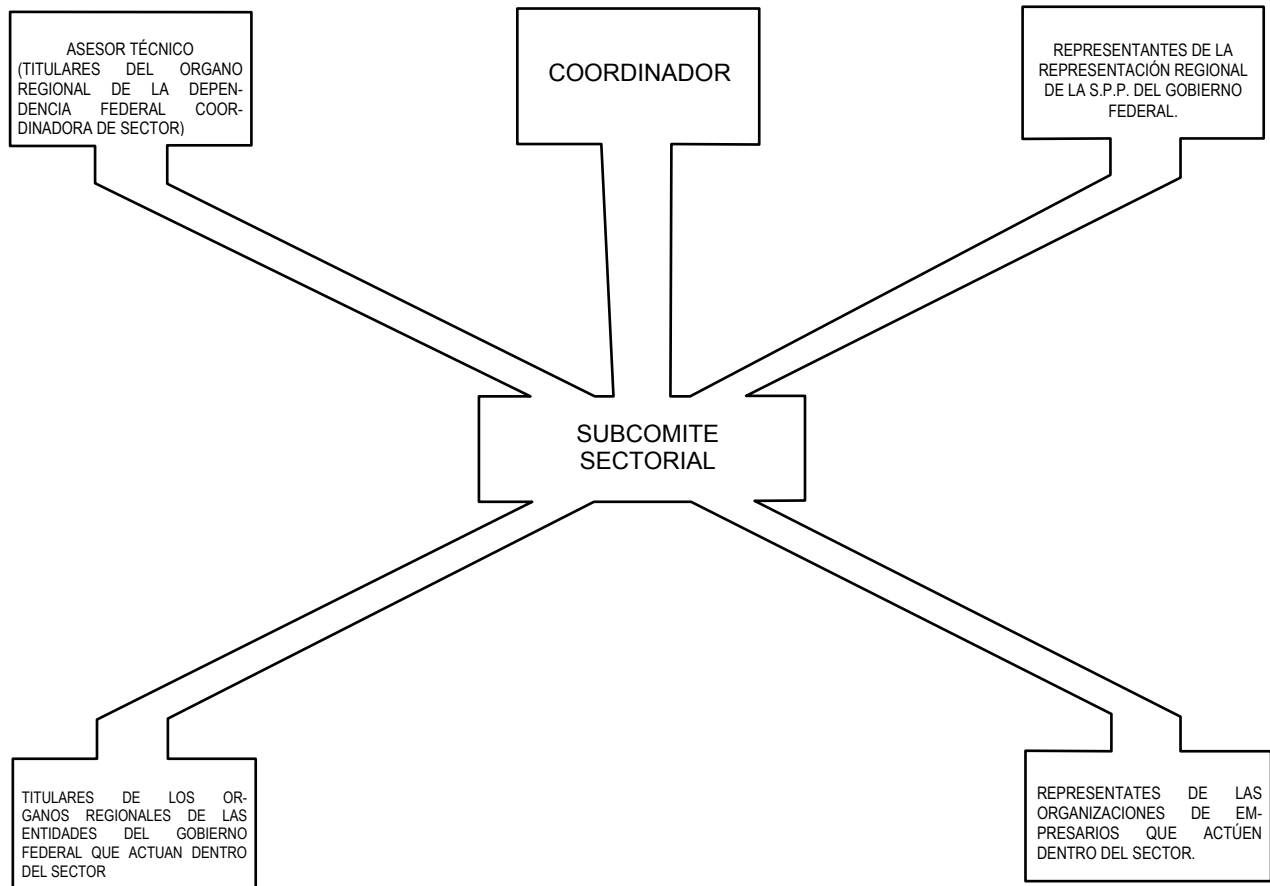 ASESOR TÉCNICO
(TITULARES DEL ORGANO
REGIONAL DE LA DEPEN-
DENCIA FEDERAL COOR-
DINADORA DE SECTOR)
COORDINADOR
REPRESENTANTES DE LA
REPRESENTACIÓN REGIONAL
DE LA S.P.P. DEL GOBIERNO
FEDERAL.
SUBCOMITE
SECTORIAL
TITULARES DE LOS OR-
GANOS REGIONALES DE LAS
ENTIDADES DEL GOBIERNO
FEDERAL QUE ACTUAN DENTRO
DEL SECTOR
REPRESENTATES DE LAS
ORGANIZACIONES DE EM-
PRESARIOS QUE ACTÚEN
DENTRO DEL SECTOR.